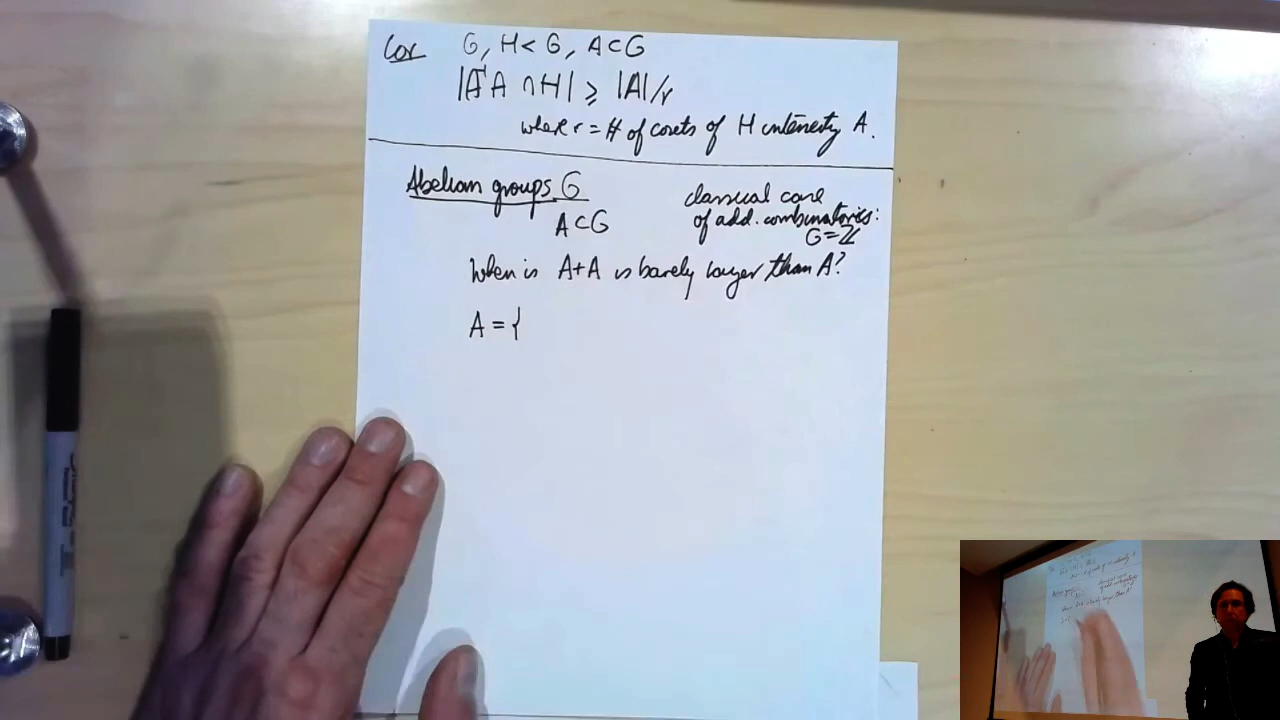 Cor G, H < G, A ⊂ G
|A⁻¹A ∩ H| ≥ |A|/r
where r = # of cosets of H intersecting A.
Abelian groups G
A ⊂ G
classical case
of add. combinatorics:
G = ℤ
When is A+A is barely larger than A?
A = {